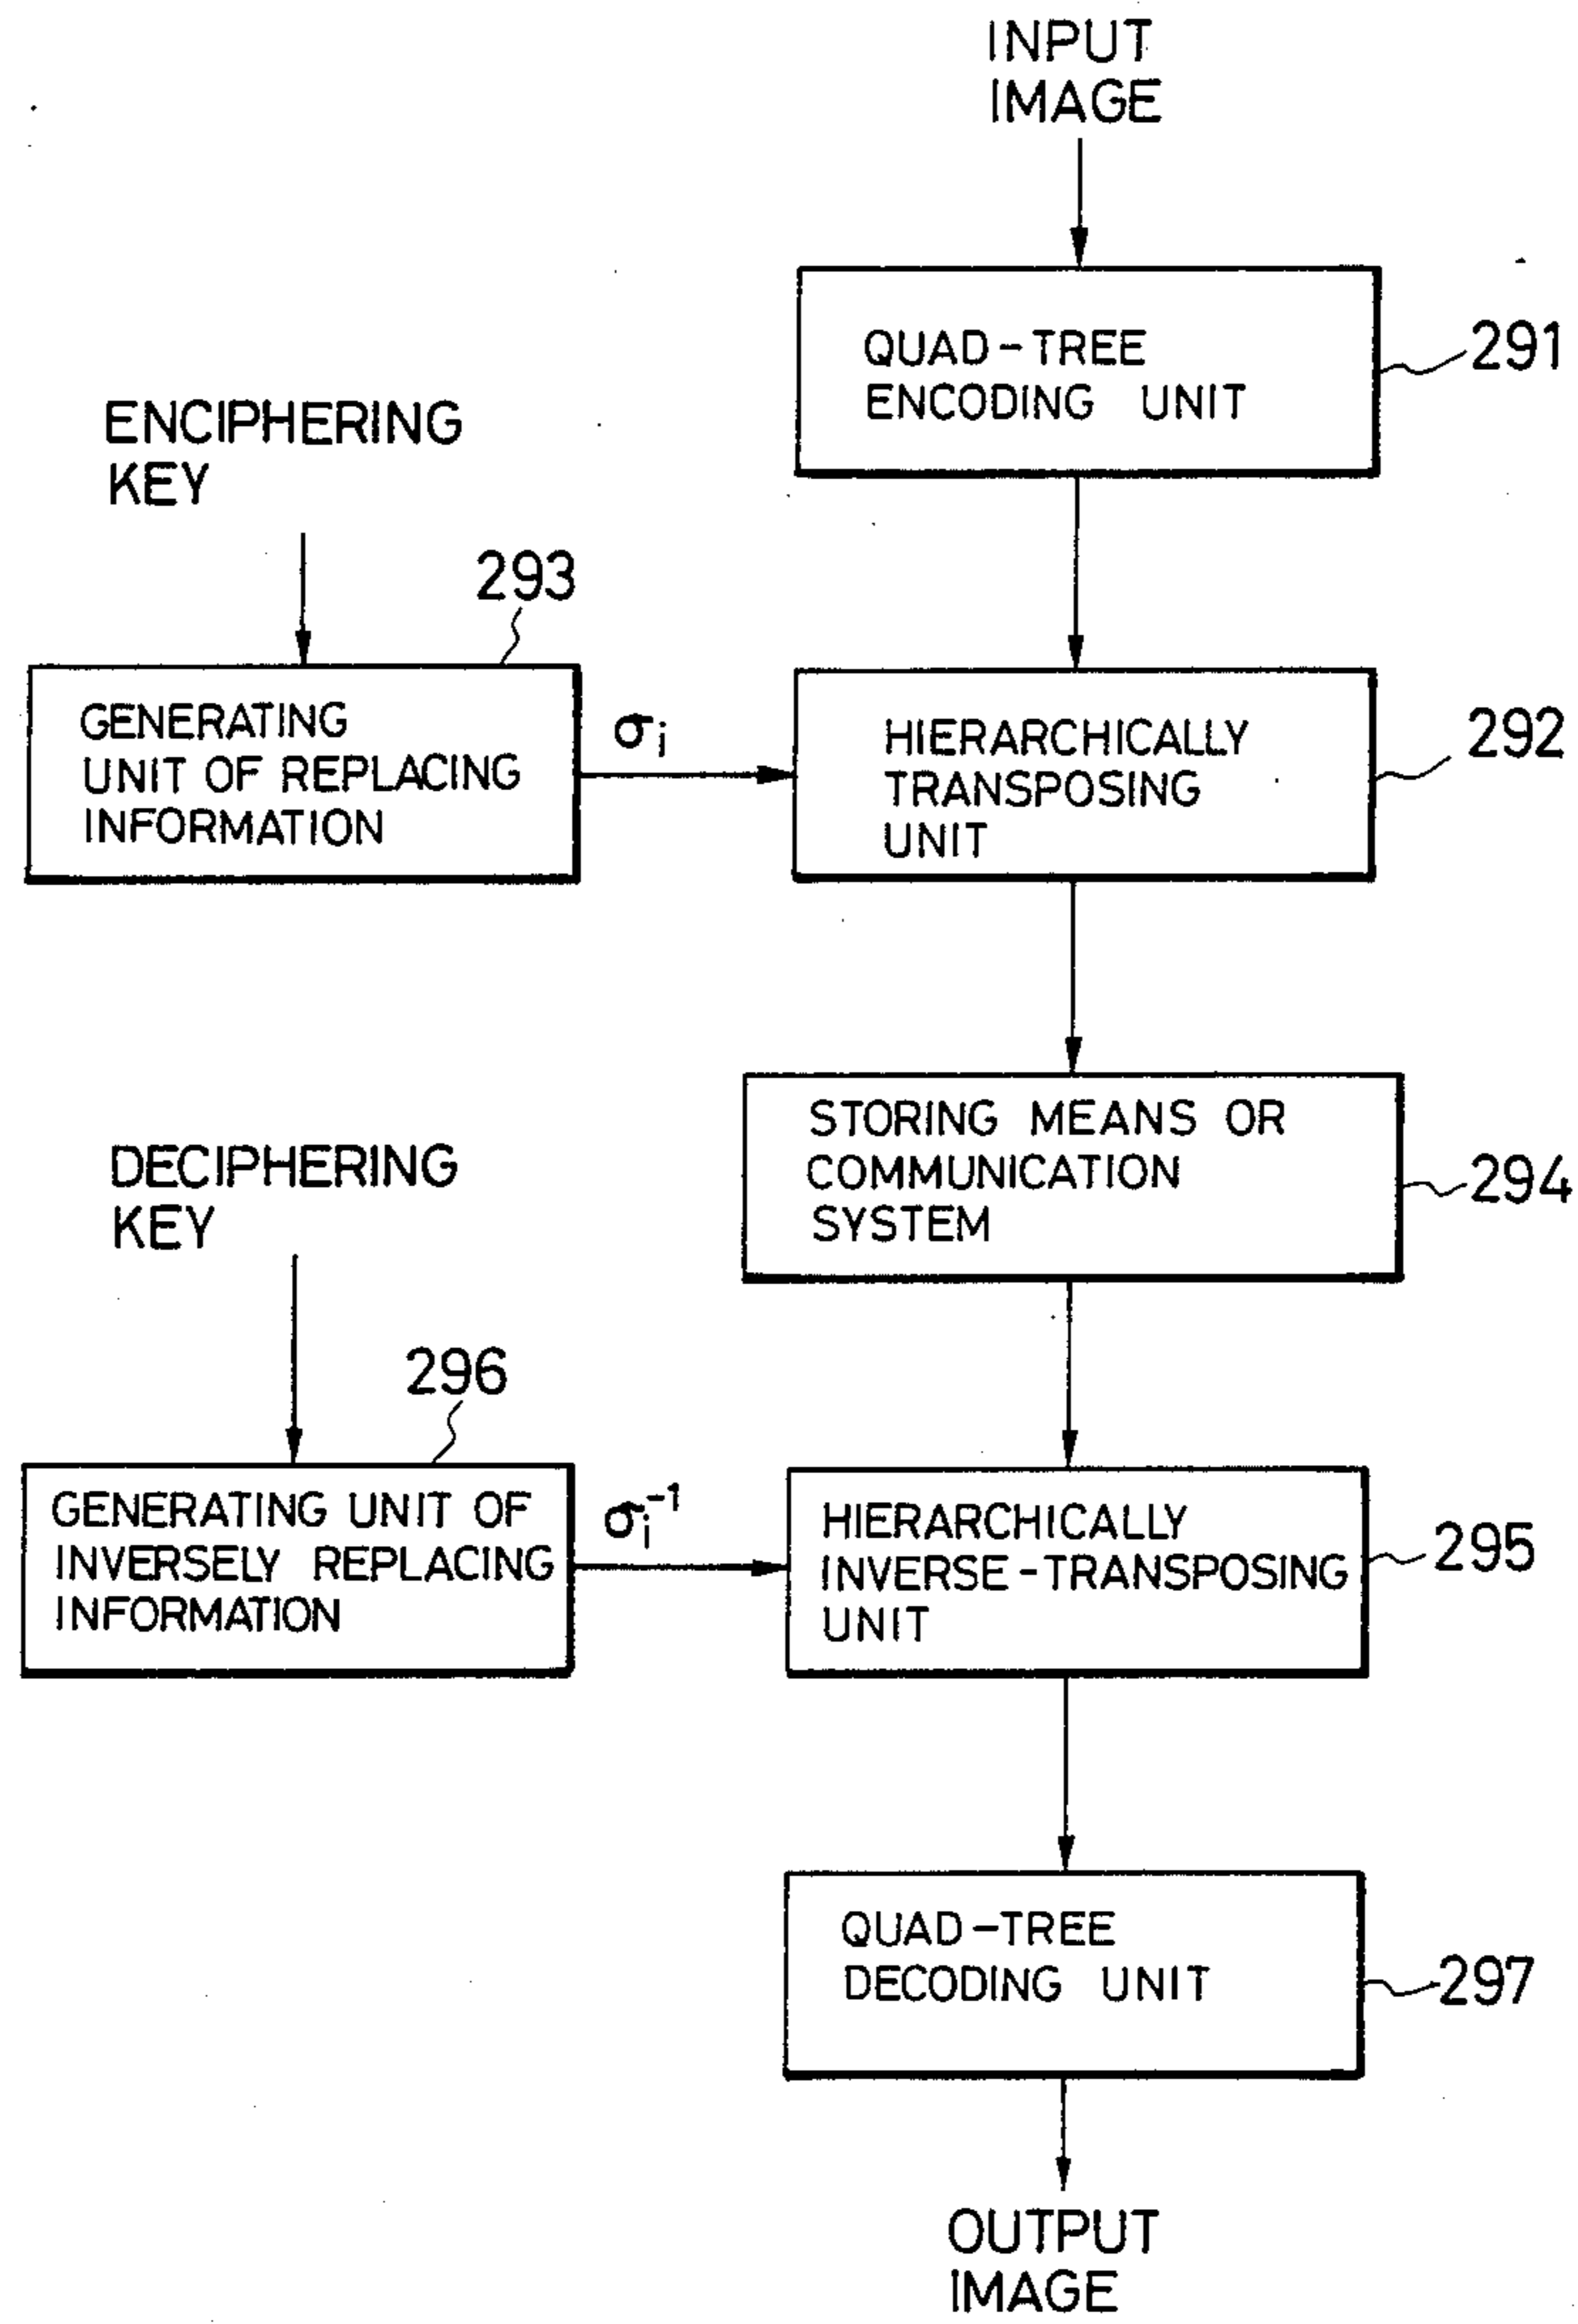 INPUT
IMAGE
QUAD-TREE
ENCODING UNIT
291
ENCIPHERING
KEY
293
GENERATING
UNIT OF REPLACING
INFORMATION
σi
HIERARCHICALLY
TRANSPOSING
UNIT
292
STORING MEANS OR
COMMUNICATION
SYSTEM
294
DECIPHERING
KEY
296
GENERATING UNIT OF
INVERSELY REPLACING
INFORMATION
σi-1
HIERARCHICALLY
INVERSE-TRANSPOSING
UNIT
295
QUAD-TREE
DECODING UNIT
297
OUTPUT
IMAGE